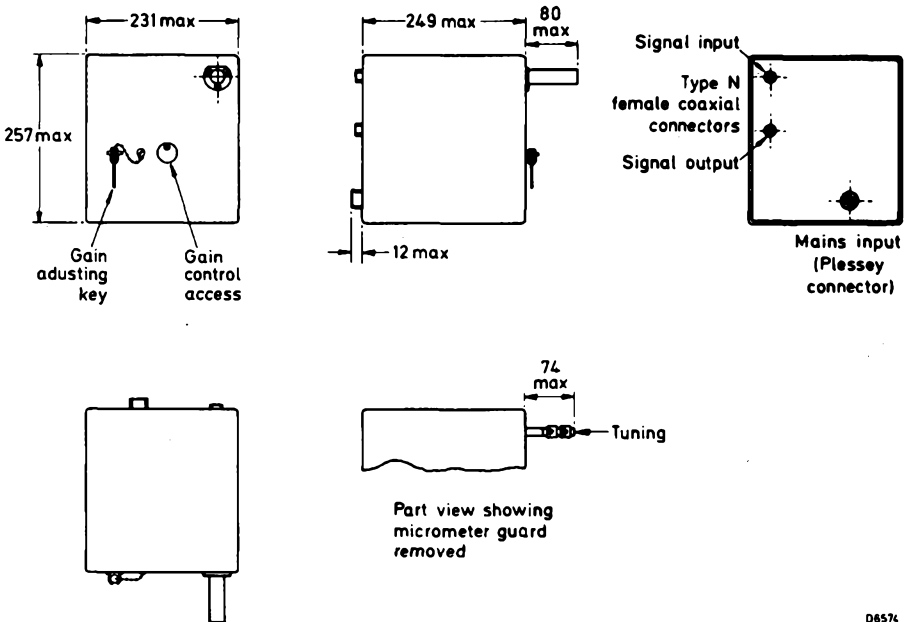 231 max
249 max
80
max
257 max
Gain
adusting
key
Gain
control
access
12 max
Signal input
Type N
female coaxial
connectors
Signal output
Mains input
(Plessey
connector)
74
max
Tuning
Part view showing
micrometer guard
removed
D6574